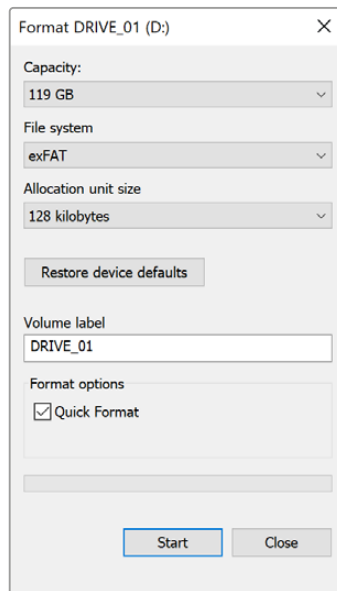 Format DRIVE_01 (D:)
Capacity:
119 GB
File system
exFAT
Allocation unit size
128 kilobytes
Restore device defaults
Volume label
DRIVE_01
Format options
Quick Format
Start Close